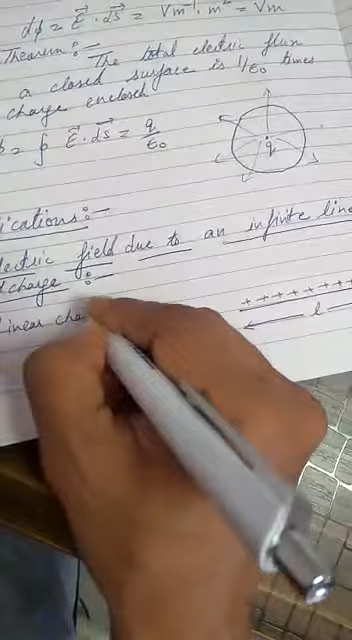 dφ = E⃗ . dS⃗ = Vm⁻¹. m² = Vm
Theorem :- The total electric flux
a closed surface is 1/ε₀ times
charge enclosed
= ∮ E⃗ . dS⃗ = q/ε₀
q
ications :-
lectric field due to an infinite line
charge :-
linear cha
+ + + + + + + +
l